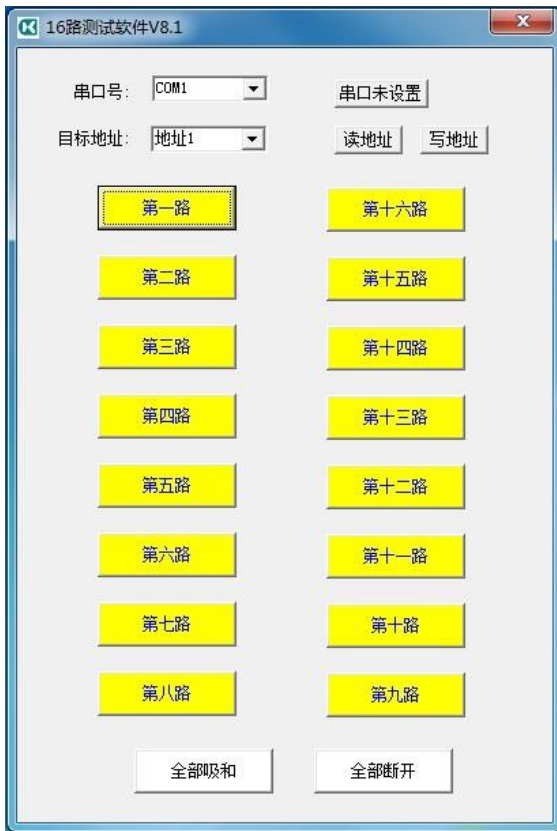 16路测试软件V8.1
串口号: COM1 串口未设置
目标地址: 地址1 读地址 写地址
第一路 第十六路
第二路 第十五路
第三路 第十四路
第四路 第十三路
第五路 第十二路
第六路 第十一路
第七路 第十路
第八路 第九路
全部吸和 全部断开